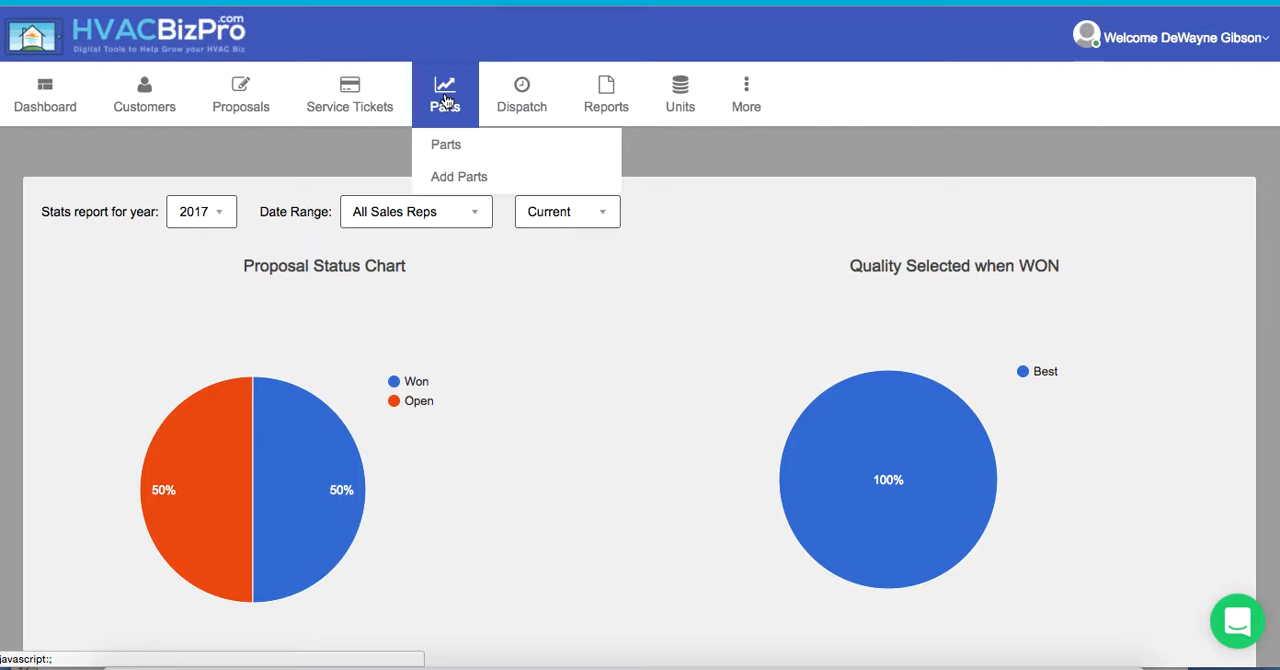 HVACBizPro.com
Digital Tools to Help Grow your HVAC Biz
Welcome DeWayne Gibson
Dashboard
Customers
Proposals
Service Tickets
Parts
Dispatch
Reports
Units
More
Parts
Add Parts
Stats report for year: 2017 Date Range: All Sales Reps Current
Proposal Status Chart
Quality Selected when WON
Won
Open
50% 50%
Best
100%
javascript:;